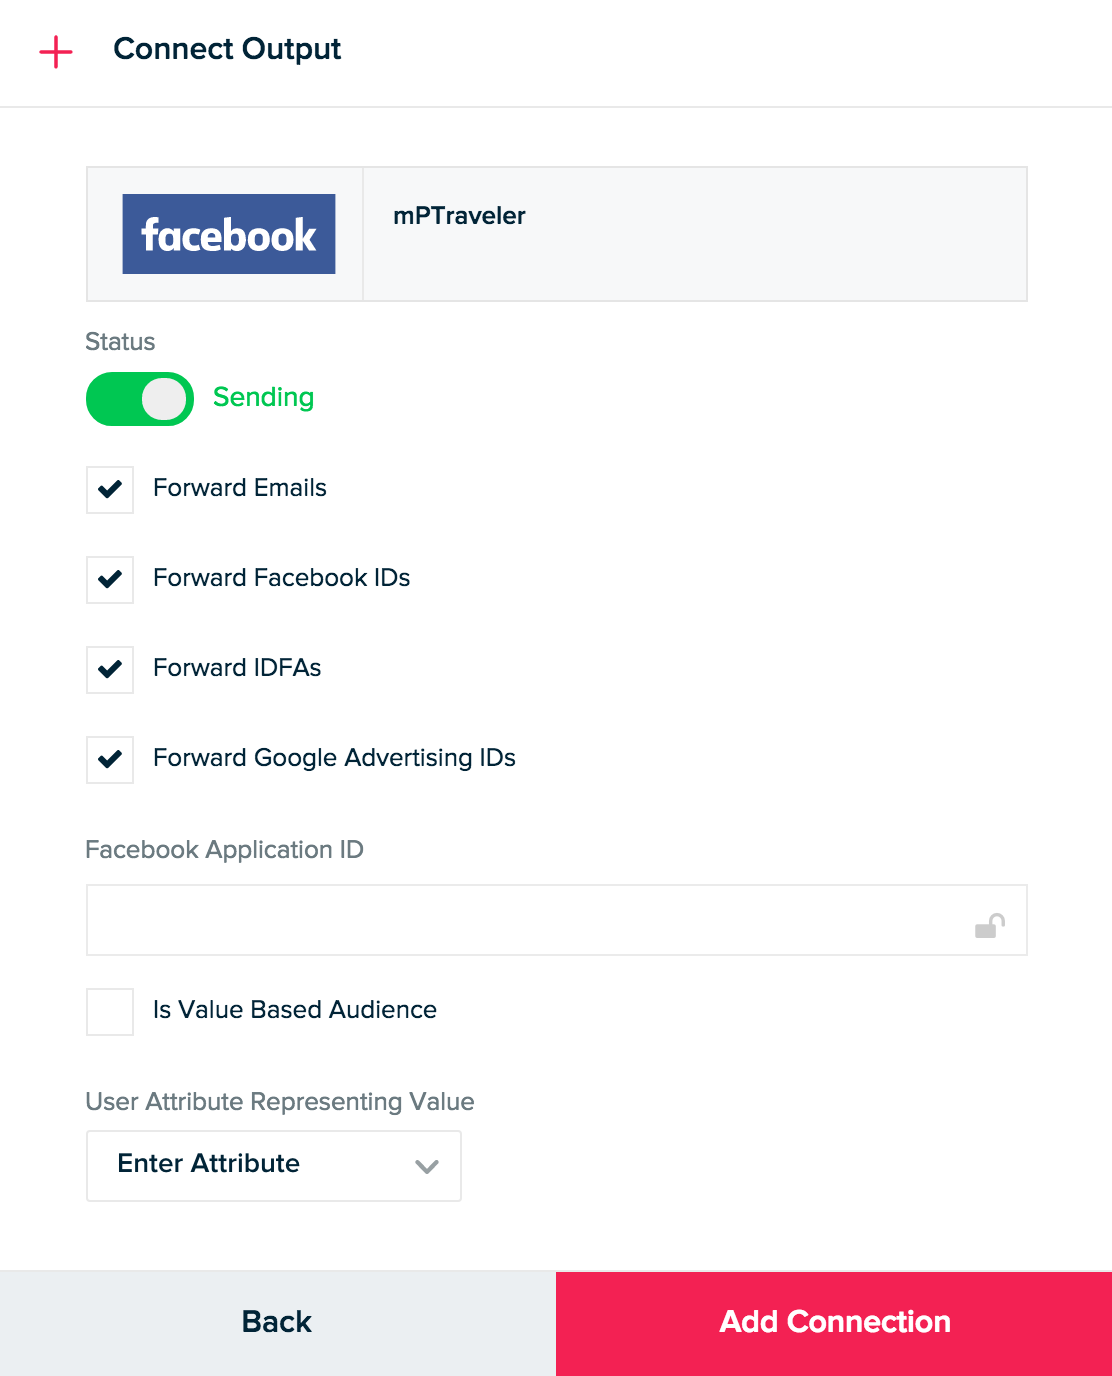 Connect Output
facebook
mPTraveler
Status
Sending
Forward Emails
Forward Facebook IDs
Forward IDFAs
Forward Google Advertising IDs
Facebook Application ID
Is Value Based Audience
User Attribute Representing Value
Enter Attribute
Back
Add Connection